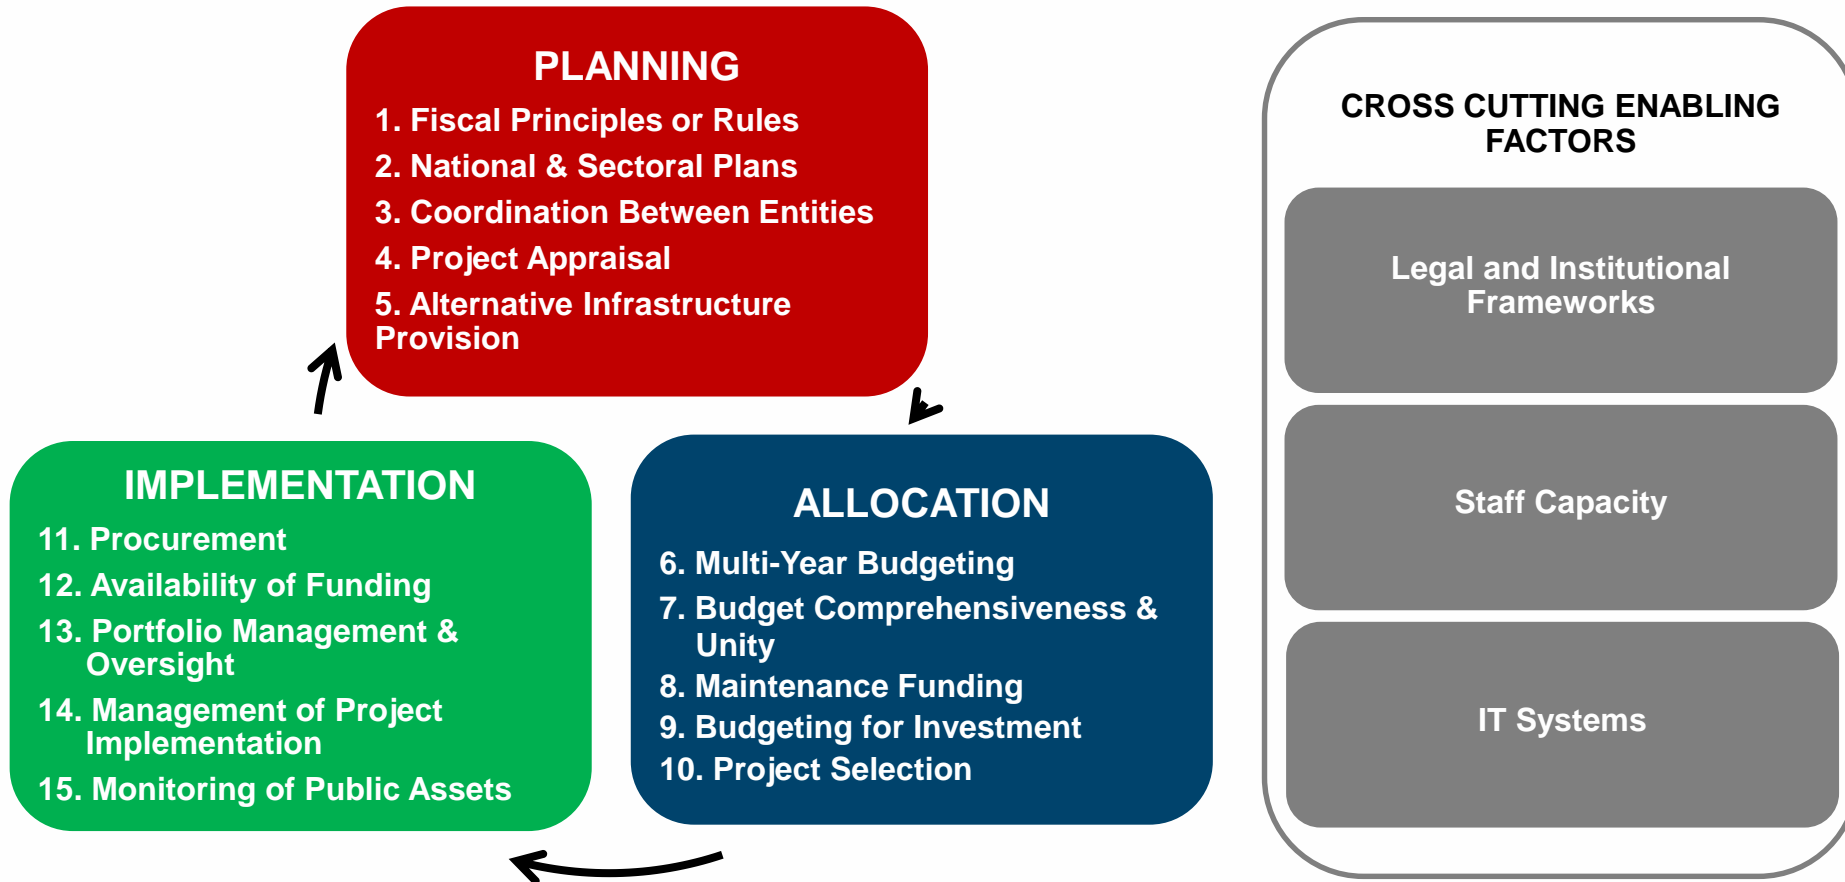 PLANNING
1. Fiscal Principles or Rules
2. National & Sectoral Plans
3. Coordination Between Entities
4. Project Appraisal
5. Alternative Infrastructure
Provision
IMPLEMENTATION
11. Procurement
12. Availability of Funding
13. Portfolio Management &
Oversight
14. Management of Project
Implementation
15. Monitoring of Public Assets
ALLOCATION
6. Multi-Year Budgeting
7. Budget Comprehensiveness &
Unity
8. Maintenance Funding
9. Budgeting for Investment
10. Project Selection
CROSS CUTTING ENABLING
FACTORS
Legal and Institutional
Frameworks
Staff Capacity
IT Systems